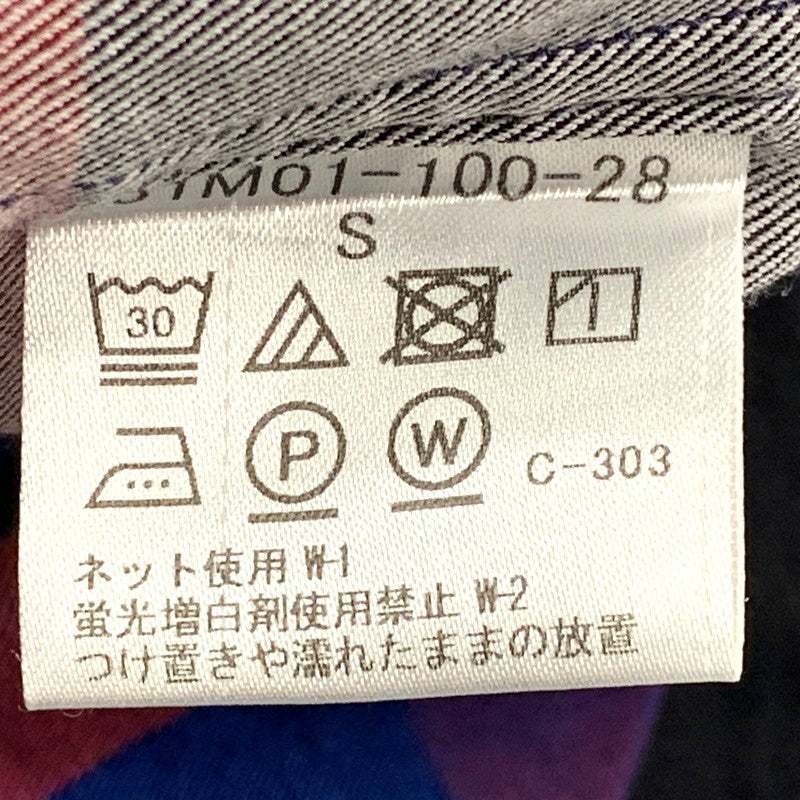 1M01-100-28
S
30
P W C-303
ネット使用 W-1
蛍光増白剤使用禁止 W-2
つけ置きや濡れたままの放置